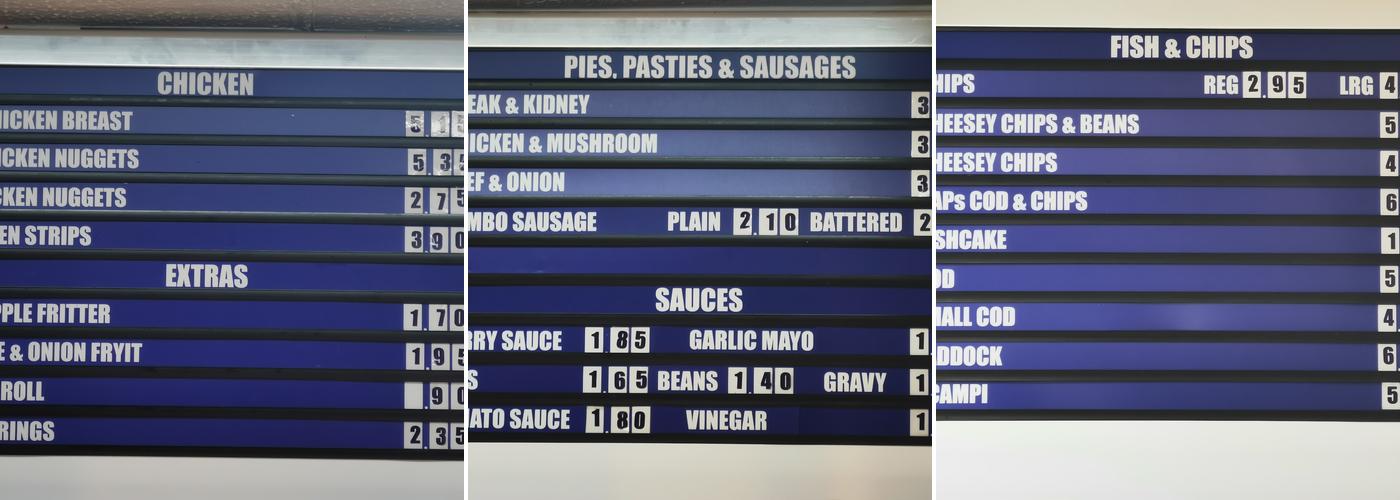 CHICKEN
HICKEN BREAST 5.1
HICKEN NUGGETS 5.35
CKEN NUGGETS 2.75
EN STRIPS 3.90
EXTRAS
PPLE FRITTER 1.70
E & ONION FRYIT 1.95
ROLL .90
RINGS 2.35
PIES, PASTIES & SAUSAGES
EAK & KIDNEY 3
ICKEN & MUSHROOM 3
EF & ONION 3
MBO SAUSAGE PLAIN 2.10 BATTERED 2
SAUCES
RRY SAUCE 1.85 GARLIC MAYO 1
S 1.65 BEANS 1.40 GRAVY 1
ATO SAUCE 1.80 VINEGAR 1
FISH & CHIPS
HIPS REG 2.95 LRG 4
HEESEY CHIPS & BEANS 5
HEESEY CHIPS 4
APs COD & CHIPS 6
SHCAKE 1
OD 5
MALL COD 4
DDOCK 6
CAMPI 5